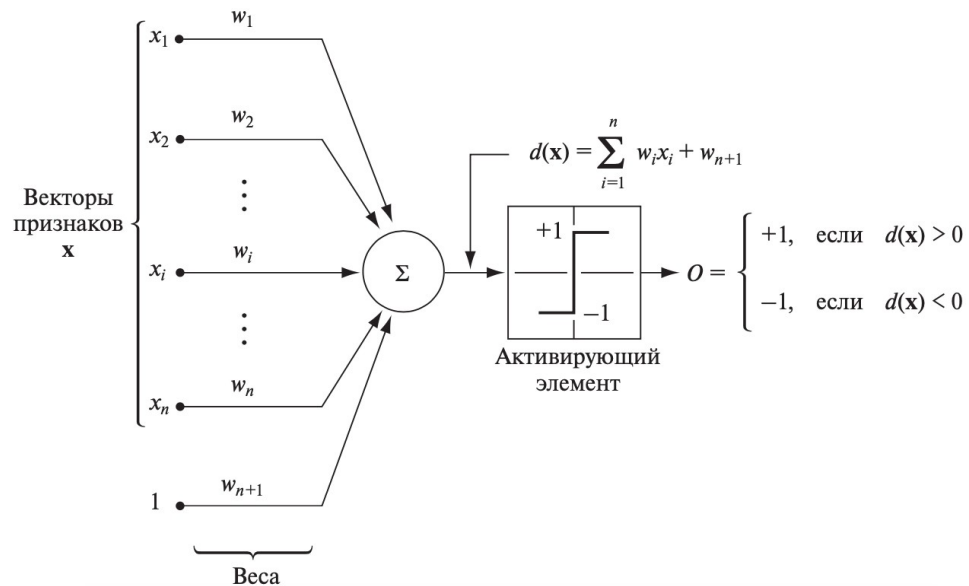 Векторы
признаков
x
x₁
x₂
⋮
xᵢ
⋮
xₙ
1
w₁
w₂
wᵢ
wₙ
wₙ₊₁
Веса
Σ
d(x) = ∑ᵢ₌₁ⁿ wᵢxᵢ + wₙ₊₁
+1
−1
Активирующий
элемент
O = {
+1, если d(x) > 0
−1, если d(x) < 0